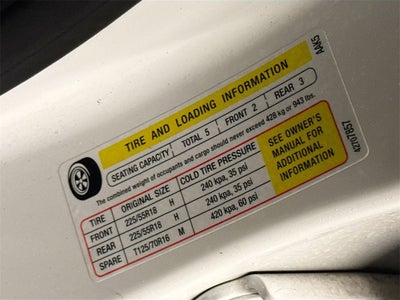 TIRE AND LOADING INFORMATION
SEATING CAPACITY TOTAL 5 FRONT 2 REAR 3
The combined weight of occupants and cargo should never exceed 428 kg or 943 lbs.
TIRE ORIGINAL SIZE COLD TIRE PRESSURE
FRONT 225/55R18 H 240 kpa, 35 psi
REAR 225/55R18 H 240 kpa, 35 psi
SPARE T125/70R16 M 420 kpa, 60 psi
SEE OWNER'S
MANUAL FOR
ADDITIONAL
INFORMATION
42707857
AAK5